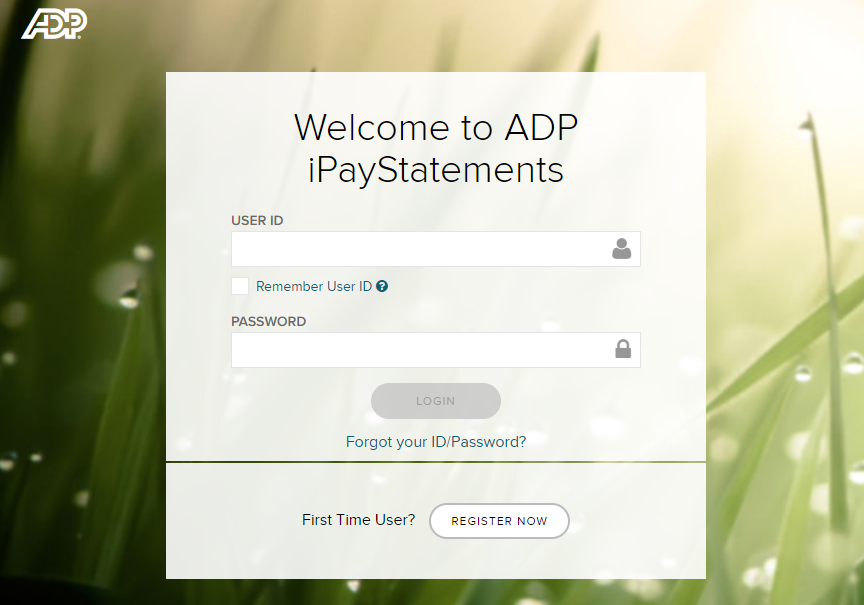 ADP
Welcome to ADP
iPayStatements
USER ID
Remember User ID ?
PASSWORD
LOGIN
Forgot your ID/Password?
First Time User? REGISTER NOW